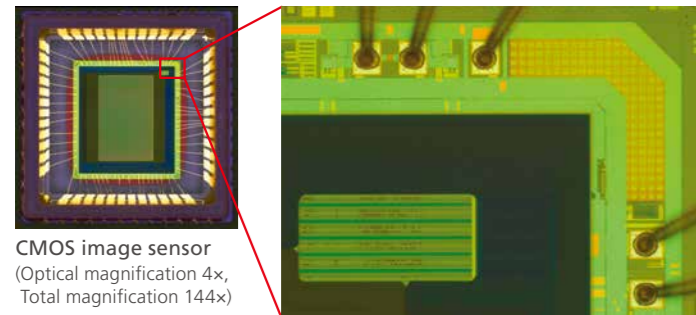 CMOS image sensor
(Optical magnification 4×,
Total magnification 144×)